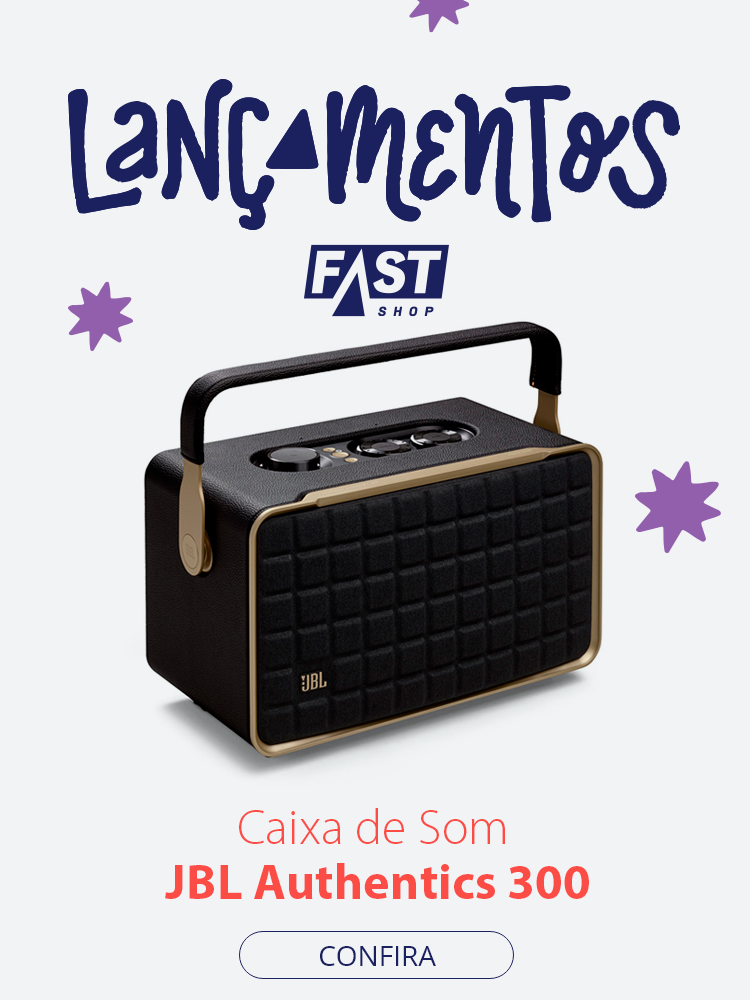 LANÇAMENTOS
FAST
SHOP
JBL
Caixa de Som
JBL Authentics 300
CONFIRA